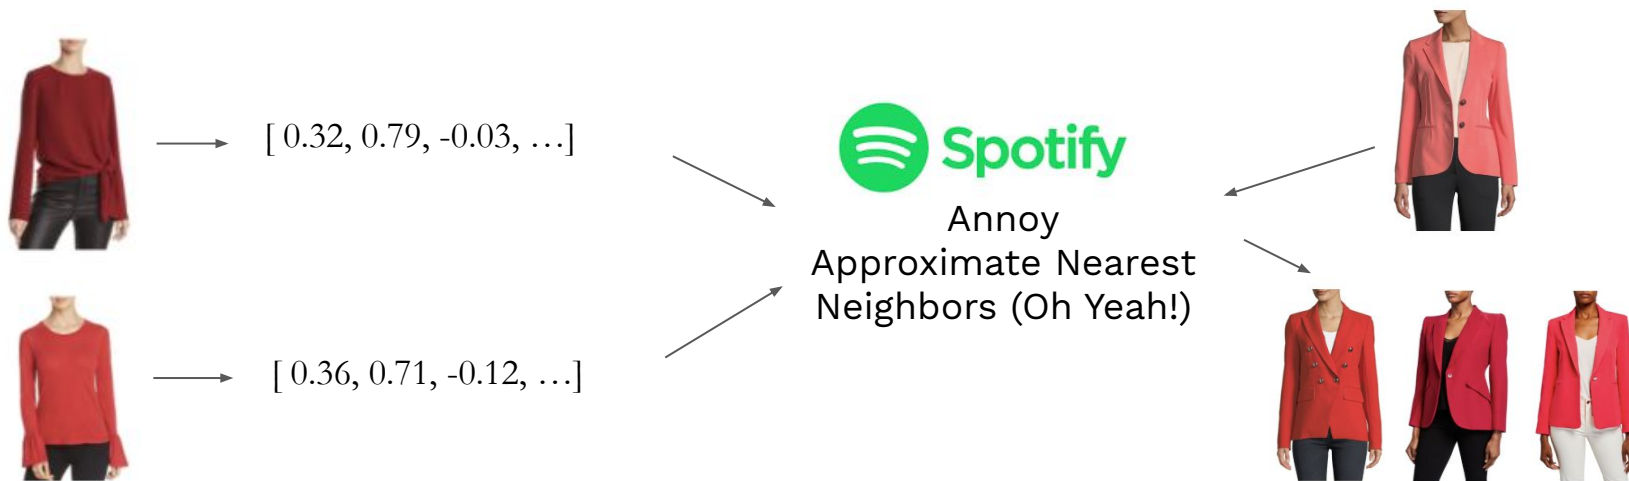 [ 0.32, 0.79, -0.03, …]
[ 0.36, 0.71, -0.12, …]
Spotify
Annoy
Approximate Nearest
Neighbors (Oh Yeah!)